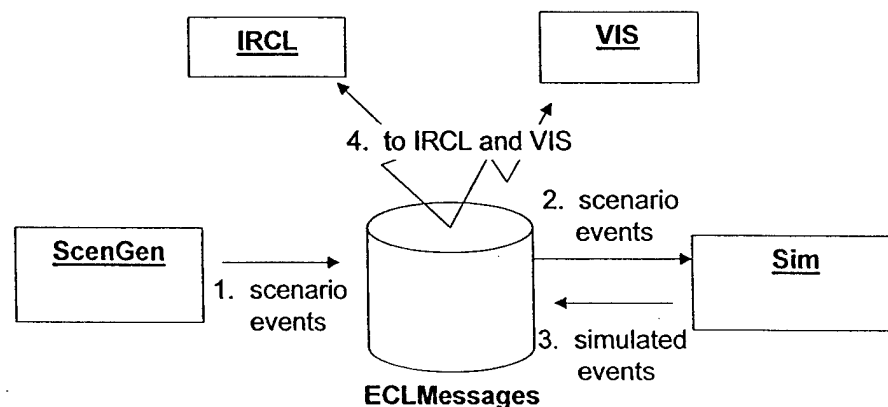 IRCL
VIS
4. to IRCL and VIS
2. scenario
events
ScenGen
Sim
1. scenario
events
3. simulated
events
ECLMessages